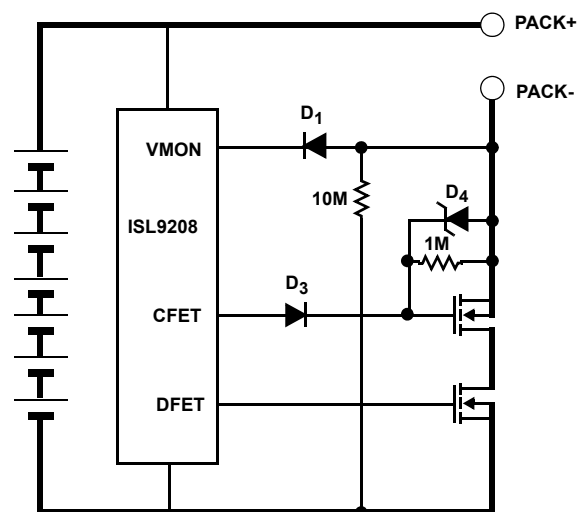 PACK+
PACK-
D1
VMON
10M
D4
ISL9208
1M
D3
CFET
DFET